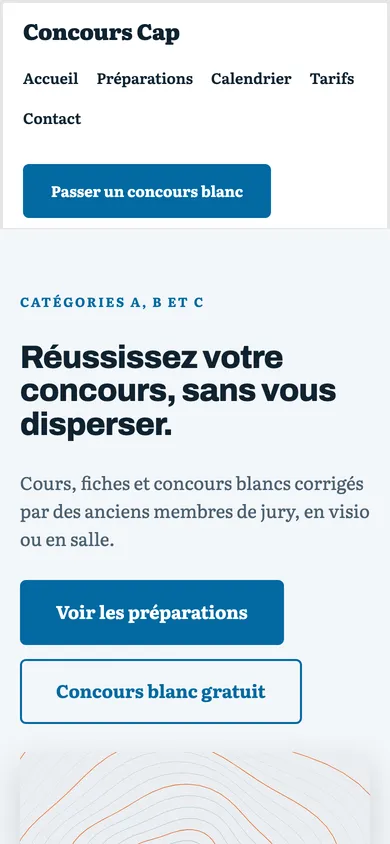 Concours Cap
Accueil Préparations Calendrier Tarifs
Contact
Passer un concours blanc
CATÉGORIES A, B ET C
Réussissez votre
concours, sans vous
disperser.
Cours, fiches et concours blancs corrigés
par des anciens membres de jury, en visio
ou en salle.
Voir les préparations
Concours blanc gratuit